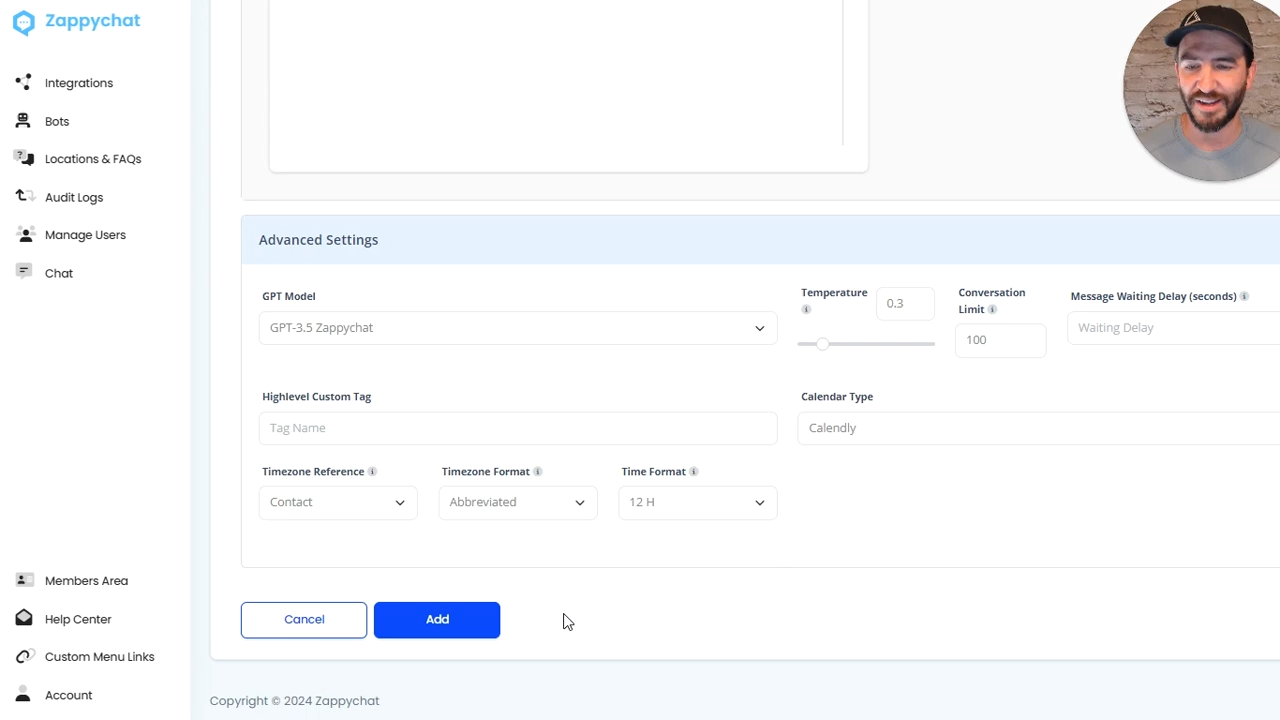 Zappychat
Integrations
Bots
Locations & FAQs
Audit Logs
Manage Users
Chat
Advanced Settings
GPT Model
GPT-3.5 Zappychat
Temperature
0.3
Conversation
Limit
100
Message Waiting Delay (seconds)
Waiting Delay
Highlevel Custom Tag
Tag Name
Calendar Type
Calendly
Timezone Reference
Contact
Timezone Format
Abbreviated
Time Format
12 H
Cancel
Add
Members Area
Help Center
Custom Menu Links
Account
Copyright © 2024 Zappychat